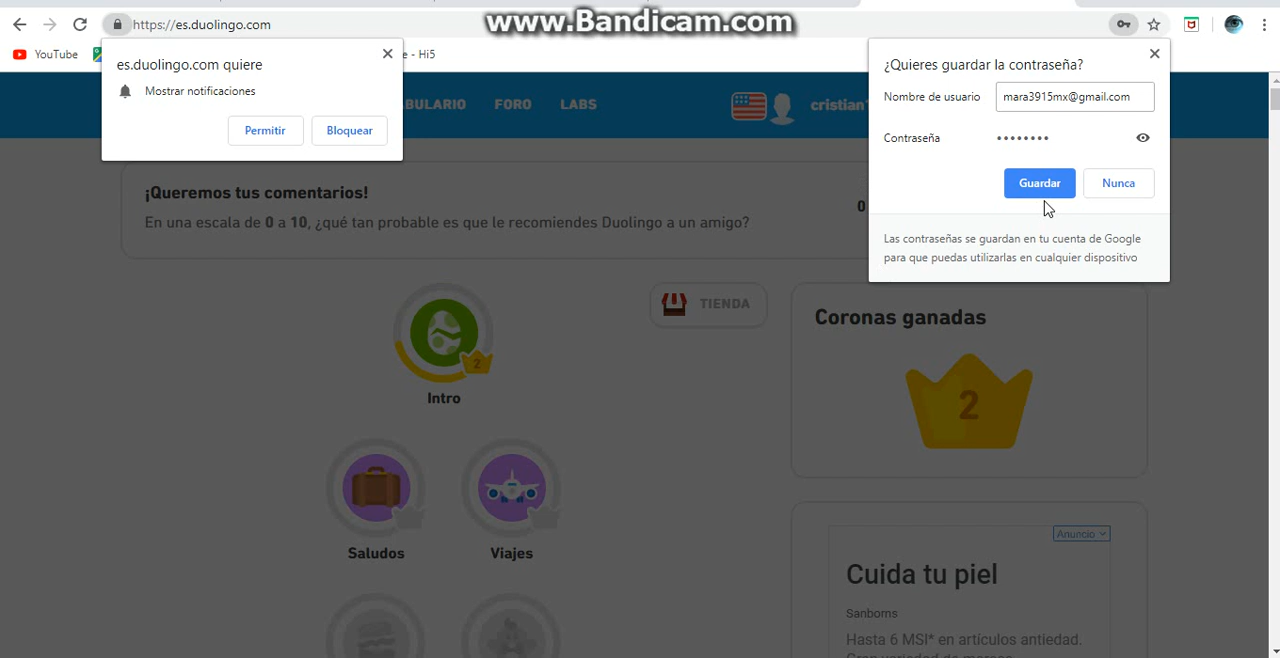 www.Bandicam.com
https://es.duolingo.com
YouTube
e - Hi5
es.duolingo.com quiere
Mostrar notificaciones
Permitir
Bloquear
¿Quieres guardar la contraseña?
Nombre de usuario
mara3915mx@gmail.com
Contraseña
••••••••
Guardar
Nunca
Las contraseñas se guardan en tu cuenta de Google
para que puedas utilizarlas en cualquier dispositivo
ABULARIO
FORO
LABS
¡Queremos tus comentarios!
En una escala de 0 a 10, ¿qué tan probable es que le recomiendes Duolingo a un amigo?
0
2
Intro
TIENDA
Coronas ganadas
2
Saludos
Viajes
Anuncio
Cuida tu piel
Sanborns
Hasta 6 MSI* en artículos antiedad.